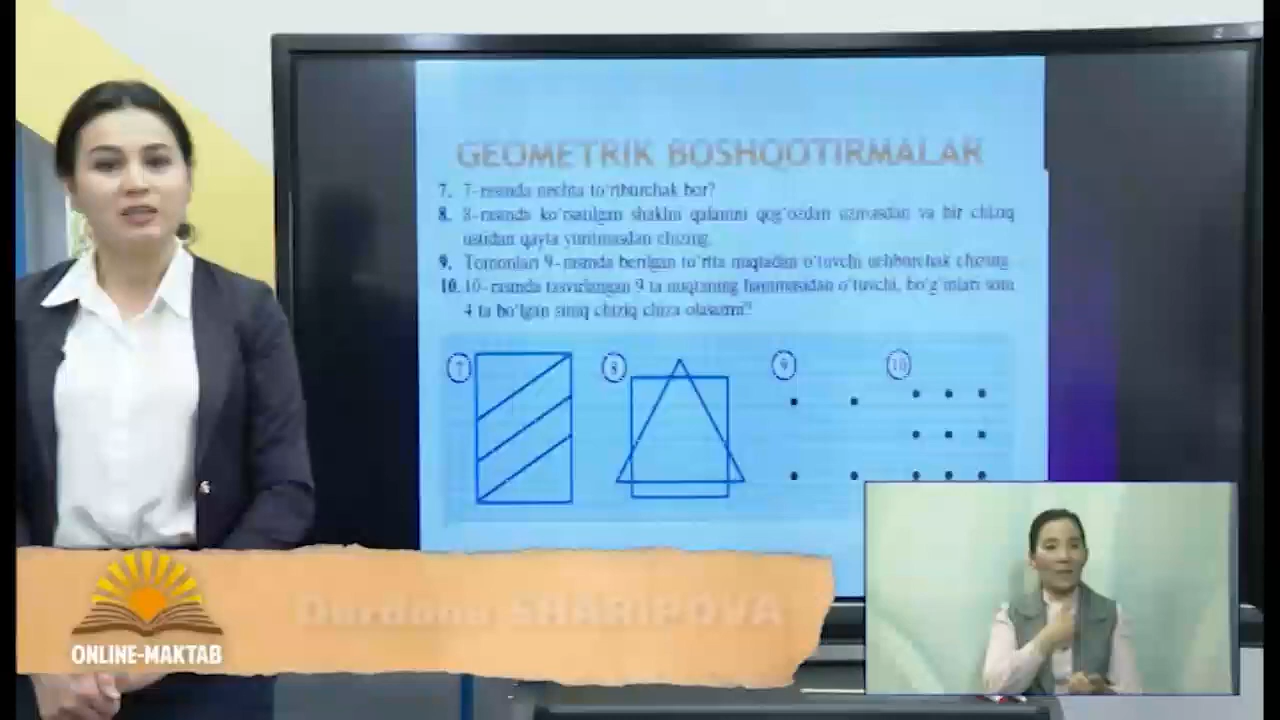 GEOMETRIK BOSHQOTIRMALAR
7. 7-rasmda nechta to‘rtburchak bor?
8. 8-rasmda ko‘rsatilgan shaklni qalamni qog‘ozdan uzmasdan va bir chiziq
ustidan qayta yuritmasdan chizing.
9. Tomonlari 9-rasmda berilgan to‘rtta nuqtadan o‘tuvchi uchburchak chizing.
10. 10-rasmda tasvirlangan 9 ta nuqtaning hammasidan o‘tuvchi, bo‘g‘inlari soni
4 ta bo‘lgan siniq chiziq chiza olasizmi?
7 8 9 10
Durdona SHARIPOVA
ONLINE-MAKTAB